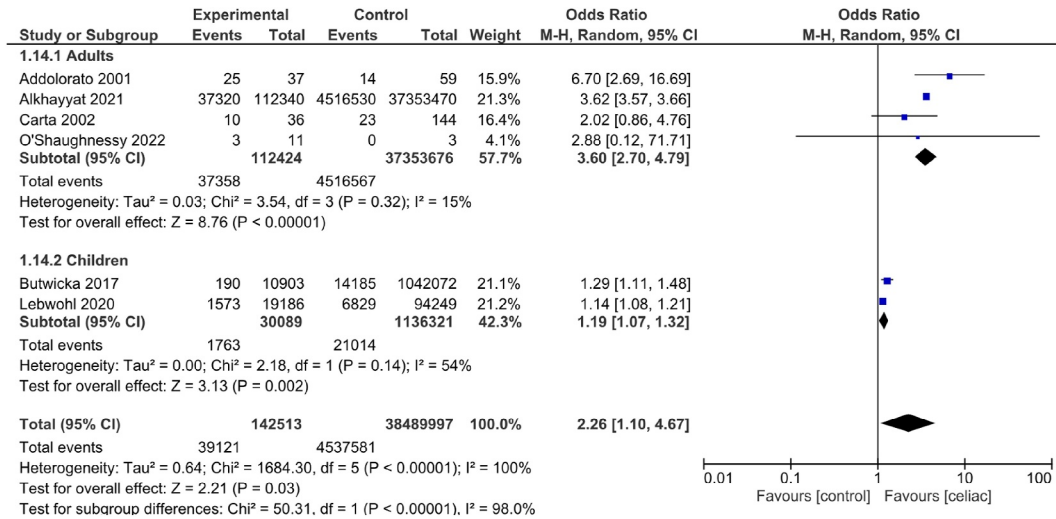 Experimental Control Odds Ratio Odds Ratio
Study or Subgroup Events Total Events Total Weight M-H, Random, 95% CI M-H, Random, 95% CI
1.14.1 Adults
Addolorato 2001 25 37 14 59 15.9% 6.70 [2.69, 16.69]
Alkhayyat 2021 37320 112340 4516530 37353470 21.3% 3.62 [3.57, 3.66]
Carta 2002 10 36 23 144 16.4% 2.02 [0.86, 4.76]
O'Shaughnessy 2022 3 11 0 3 4.1% 2.88 [0.12, 71.71]
Subtotal (95% CI) 112424 37353676 57.7% 3.60 [2.70, 4.79]
Total events 37358 4516567
Heterogeneity: Tau² = 0.03; Chi² = 3.54, df = 3 (P = 0.32); I² = 15%
Test for overall effect: Z = 8.76 (P < 0.00001)
1.14.2 Children
Butwicka 2017 190 10903 14185 1042072 21.1% 1.29 [1.11, 1.48]
Lebwohl 2020 1573 19186 6829 94249 21.2% 1.14 [1.08, 1.21]
Subtotal (95% CI) 30089 1136321 42.3% 1.19 [1.07, 1.32]
Total events 1763 21014
Heterogeneity: Tau² = 0.00; Chi² = 2.18, df = 1 (P = 0.14); I² = 54%
Test for overall effect: Z = 3.13 (P = 0.002)
Total (95% CI) 142513 38489997 100.0% 2.26 [1.10, 4.67]
Total events 39121 4537581
Heterogeneity: Tau² = 0.64; Chi² = 1684.30, df = 5 (P < 0.00001); I² = 100%
Test for overall effect: Z = 2.21 (P = 0.03)
Test for subgroup differences: Chi² = 50.31, df = 1 (P < 0.00001), I² = 98.0%
0.01 0.1 1 10 100
Favours [control] Favours [celiac]